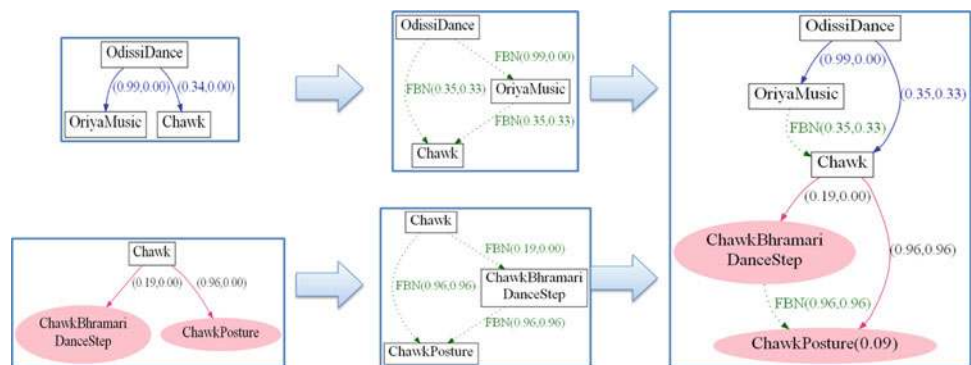 OdissiDance
(0.99,0.00)
(0.34,0.00)
OriyaMusic
Chawk
OdissiDance
FBN(0.99,0.00)
FBN(0.35,0.33)
OriyaMusic
FBN(0.35,0.33)
Chawk
OdissiDance
(0.99,0.00)
(0.35,0.33)
OriyaMusic
FBN(0.35,0.33)
Chawk
(0.19,0.00)
(0.96,0.96)
ChawkBhramari
DanceStep
FBN(0.96,0.96)
ChawkPosture(0.09)
Chawk
(0.19,0.00)
(0.96,0.00)
ChawkBhramari
DanceStep
ChawkPosture
Chawk
FBN(0.19,0.00)
FBN(0.96,0.96)
ChawkBhramari
DanceStep
FBN(0.96,0.96)
ChawkPosture